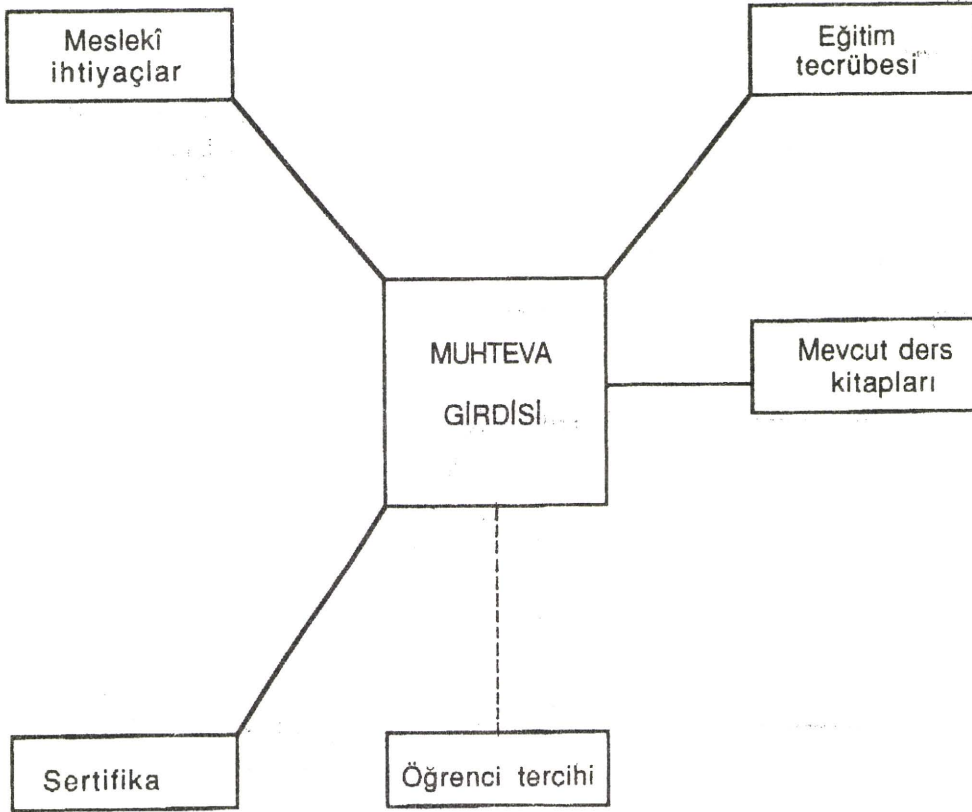 Meslekî
ihtiyaçlar
Eğitim
tecrübesi
MUHTEVA
GİRDİSİ
Mevcut ders
kitapları
Sertifika
Öğrenci tercihi